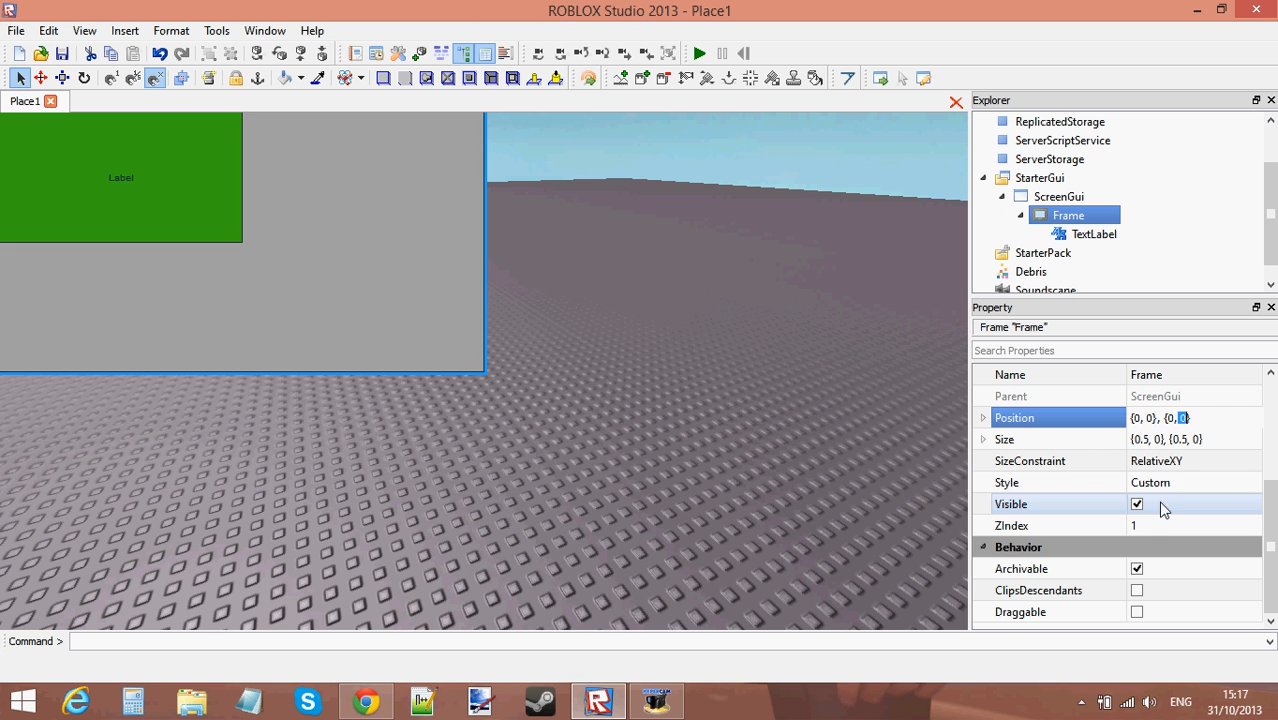 ROBLOX Studio 2013 - Place1
File Edit View Insert Format Tools Window Help
Place1
Explorer
ReplicatedStorage
ServerScriptService
ServerStorage
StarterGui
ScreenGui
Frame
TextLabel
StarterPack
Debris
Soundscape
Label
Property
Frame "Frame"
Search Properties
Name Frame
Parent ScreenGui
Position {0, 0}, {0, 0}
Size {0.5, 0}, {0.5, 0}
SizeConstraint RelativeXY
Style Custom
Visible
ZIndex 1
Behavior
Archivable
ClipsDescendants
Draggable
Command >
15:17
ENG
31/10/2013